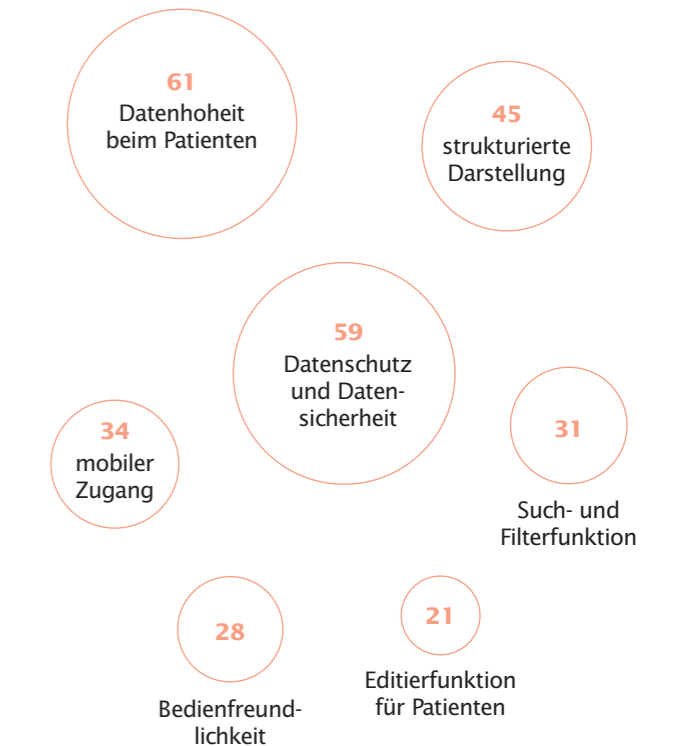 61
Datenhoheit
beim Patienten
45
strukturierte
Darstellung
59
Datenschutz
und Daten-
sicherheit
34
mobiler
Zugang
31
Such- und
Filterfunktion
28
Bedienfreund-
lichkeit
21
Editierfunktion
für Patienten